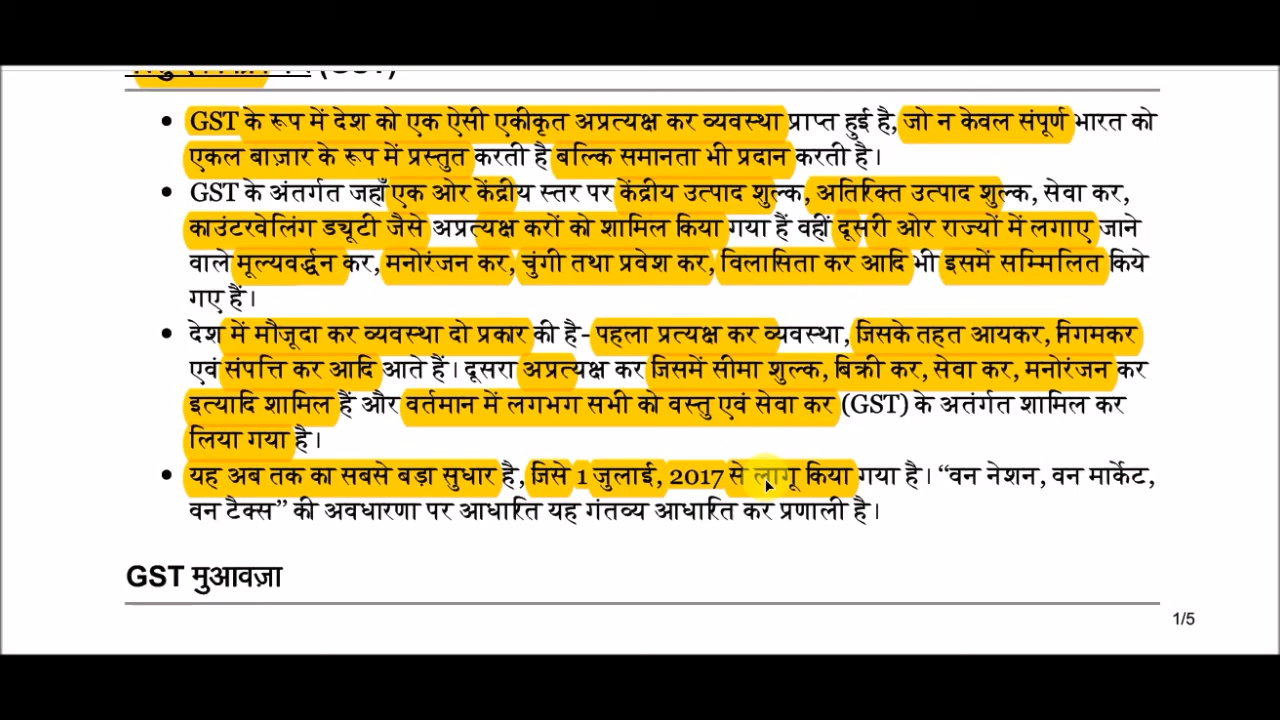 (GST)
GST के रूप में देश को एक ऐसी एकीकृत अप्रत्यक्ष कर व्यवस्था प्राप्त हुई है, जो न केवल संपूर्ण भारत को
एकल बाज़ार के रूप में प्रस्तुत करती है बल्कि समानता भी प्रदान करती है।
GST के अंतर्गत जहाँ एक ओर केंद्रीय स्तर पर केंद्रीय उत्पाद शुल्क, अतिरिक्त उत्पाद शुल्क, सेवा कर,
काउंटरवेलिंग ड्यूटी जैसे अप्रत्यक्ष करों को शामिल किया गया हैं वहीं दूसरी ओर राज्यों में लगाए जाने
वाले मूल्यवर्द्धन कर, मनोरंजन कर, चुंगी तथा प्रवेश कर, विलासिता कर आदि भी इसमें सम्मिलित किये
गए हैं।
देश में मौजूदा कर व्यवस्था दो प्रकार की है- पहला प्रत्यक्ष कर व्यवस्था, जिसके तहत आयकर, निगमकर
एवं संपत्ति कर आदि आते हैं। दूसरा अप्रत्यक्ष कर जिसमें सीमा शुल्क, बिक्री कर, सेवा कर, मनोरंजन कर
इत्यादि शामिल हैं और वर्तमान में लगभग सभी को वस्तु एवं सेवा कर (GST) के अतंर्गत शामिल कर
लिया गया है।
यह अब तक का सबसे बड़ा सुधार है, जिसे 1 जुलाई, 2017 से लागू किया गया है। “वन नेशन, वन मार्केट,
वन टैक्स” की अवधारणा पर आधारित यह गंतव्य आधारित कर प्रणाली है।
GST मुआवज़ा
1/5